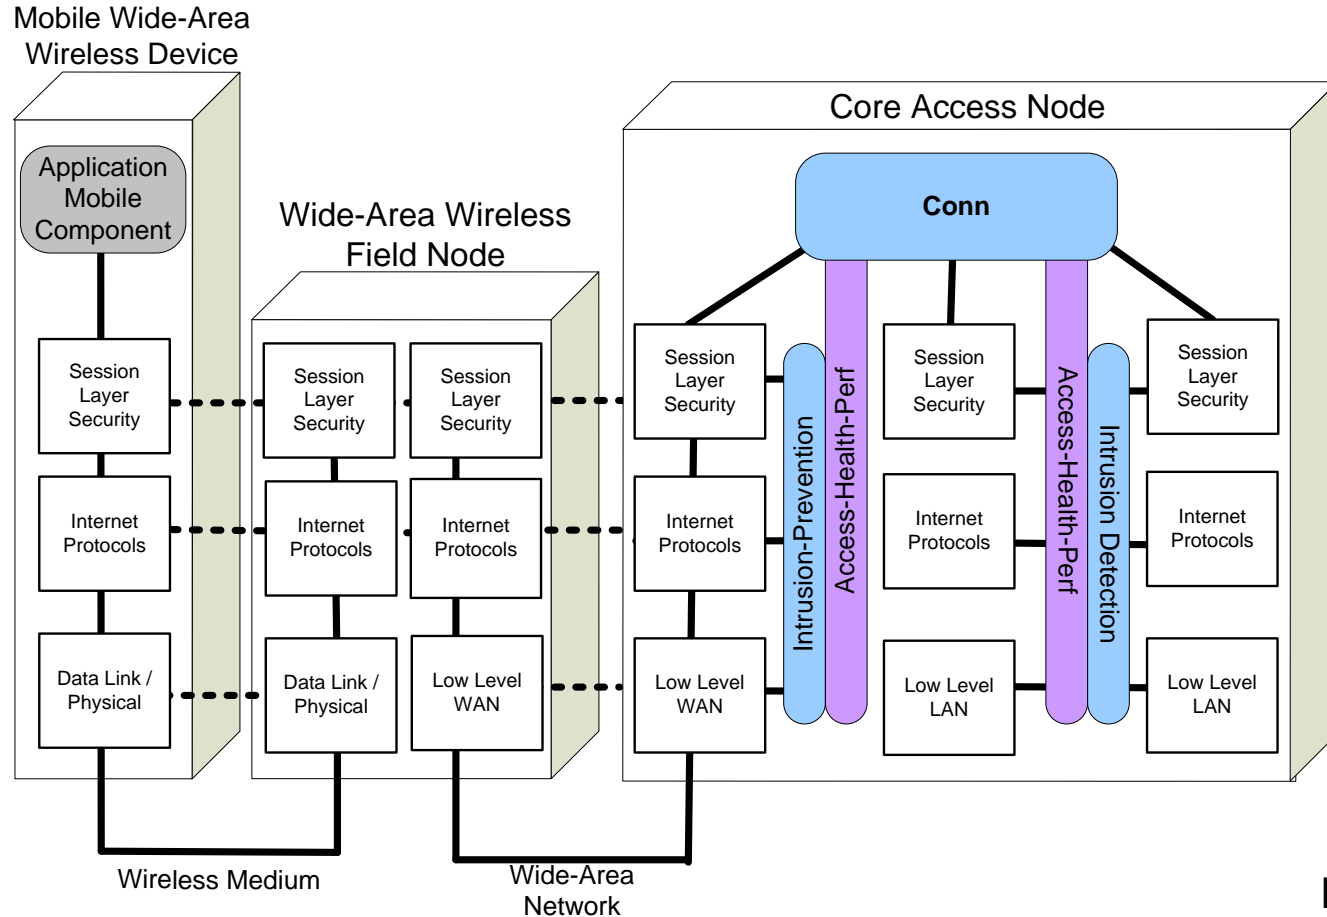 Mobile Wide-Area
Wireless Device
Application
Mobile
Component
Session
Layer
Security
Internet
Protocols
Data Link /
Physical
Wireless Medium
Wide-Area Wireless
Field Node
Session
Layer
Security
Internet
Protocols
Data Link /
Physical
Session
Layer
Security
Internet
Protocols
Low Level
WAN
Wide-Area
Network
Core Access Node
Conn
Session
Layer
Security
Internet
Protocols
Low Level
WAN
Intrusion-Prevention
Access-Health-Perf
Session
Layer
Security
Internet
Protocols
Low Level
LAN
Access-Health-Perf
Intrusion Detection
Session
Layer
Security
Internet
Protocols
Low Level
LAN